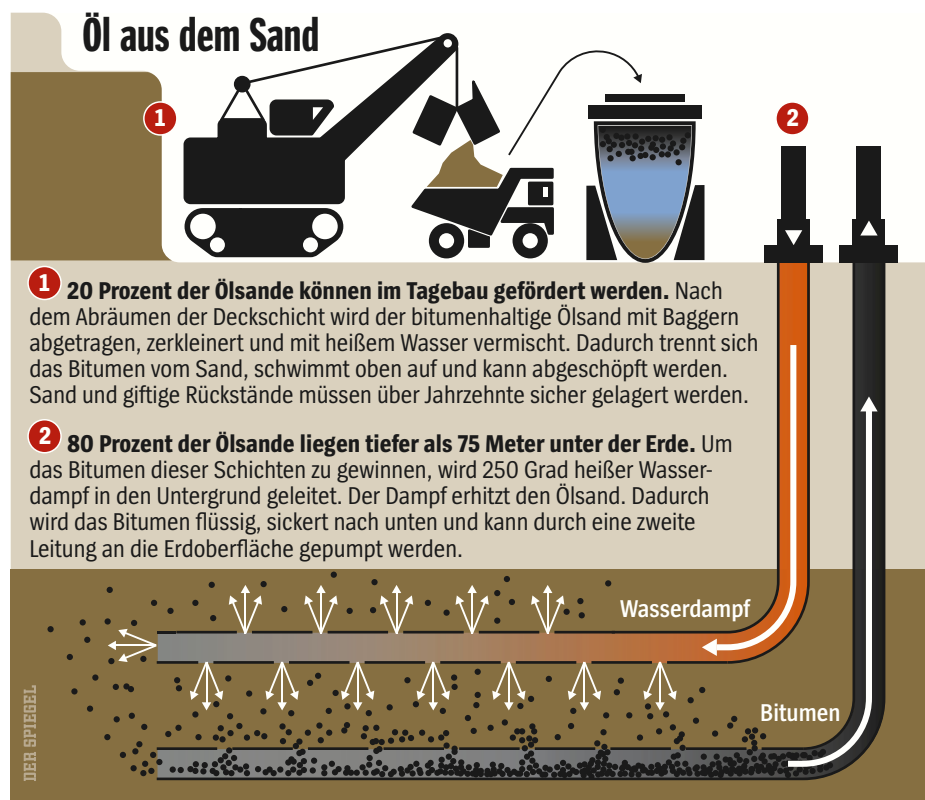 Öl aus dem Sand
1
2
1 20 Prozent der Ölsande können im Tagebau gefördert werden. Nach
dem Abräumen der Deckschicht wird der bitumenhaltige Ölsand mit Baggern
abgetragen, zerkleinert und mit heißem Wasser vermischt. Dadurch trennt sich
das Bitumen vom Sand, schwimmt oben auf und kann abgeschöpft werden.
Sand und giftige Rückstände müssen über Jahrzehnte sicher gelagert werden.
2 80 Prozent der Ölsande liegen tiefer als 75 Meter unter der Erde. Um
das Bitumen dieser Schichten zu gewinnen, wird 250 Grad heißer Wasser-
dampf in den Untergrund geleitet. Der Dampf erhitzt den Ölsand. Dadurch
wird das Bitumen flüssig, sickert nach unten und kann durch eine zweite
Leitung an die Erdoberfläche gepumpt werden.
Wasserdampf
Bitumen
DER SPIEGEL